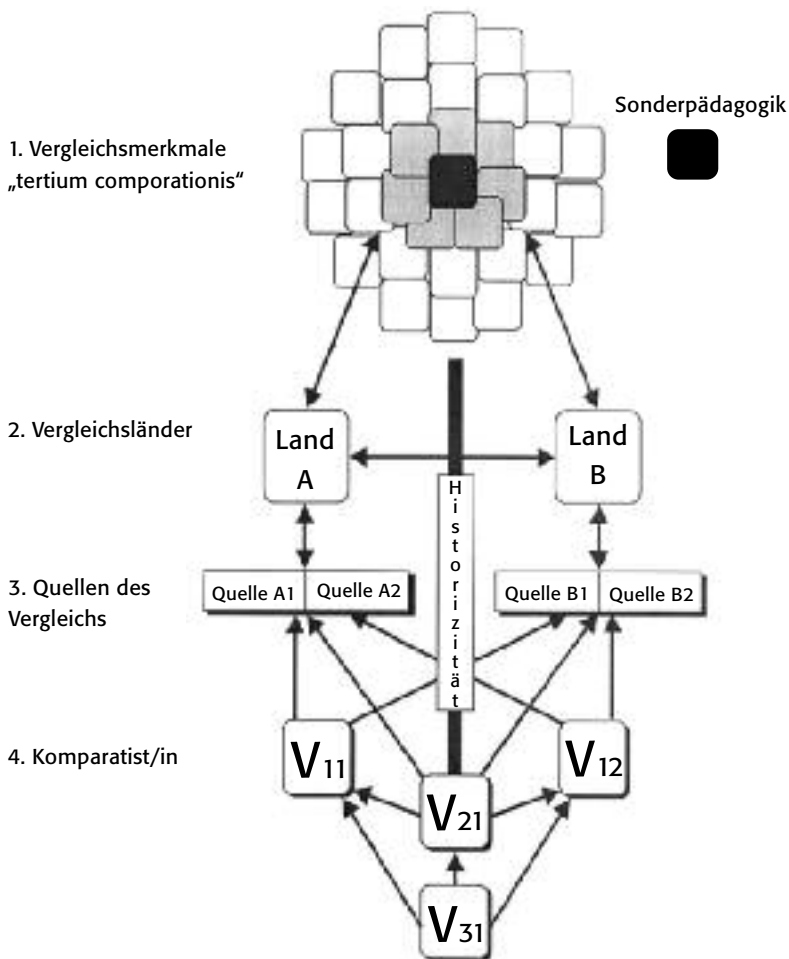 Sonderpädagogik
1. Vergleichsmerkmale
„tertium comporationis“
2. Vergleichsländer
Land
A
Land
B
Historizität
3. Quellen des
Vergleichs
Quelle A1
Quelle A2
Quelle B1
Quelle B2
4. Komparatist/in
V11
V12
V21
V31